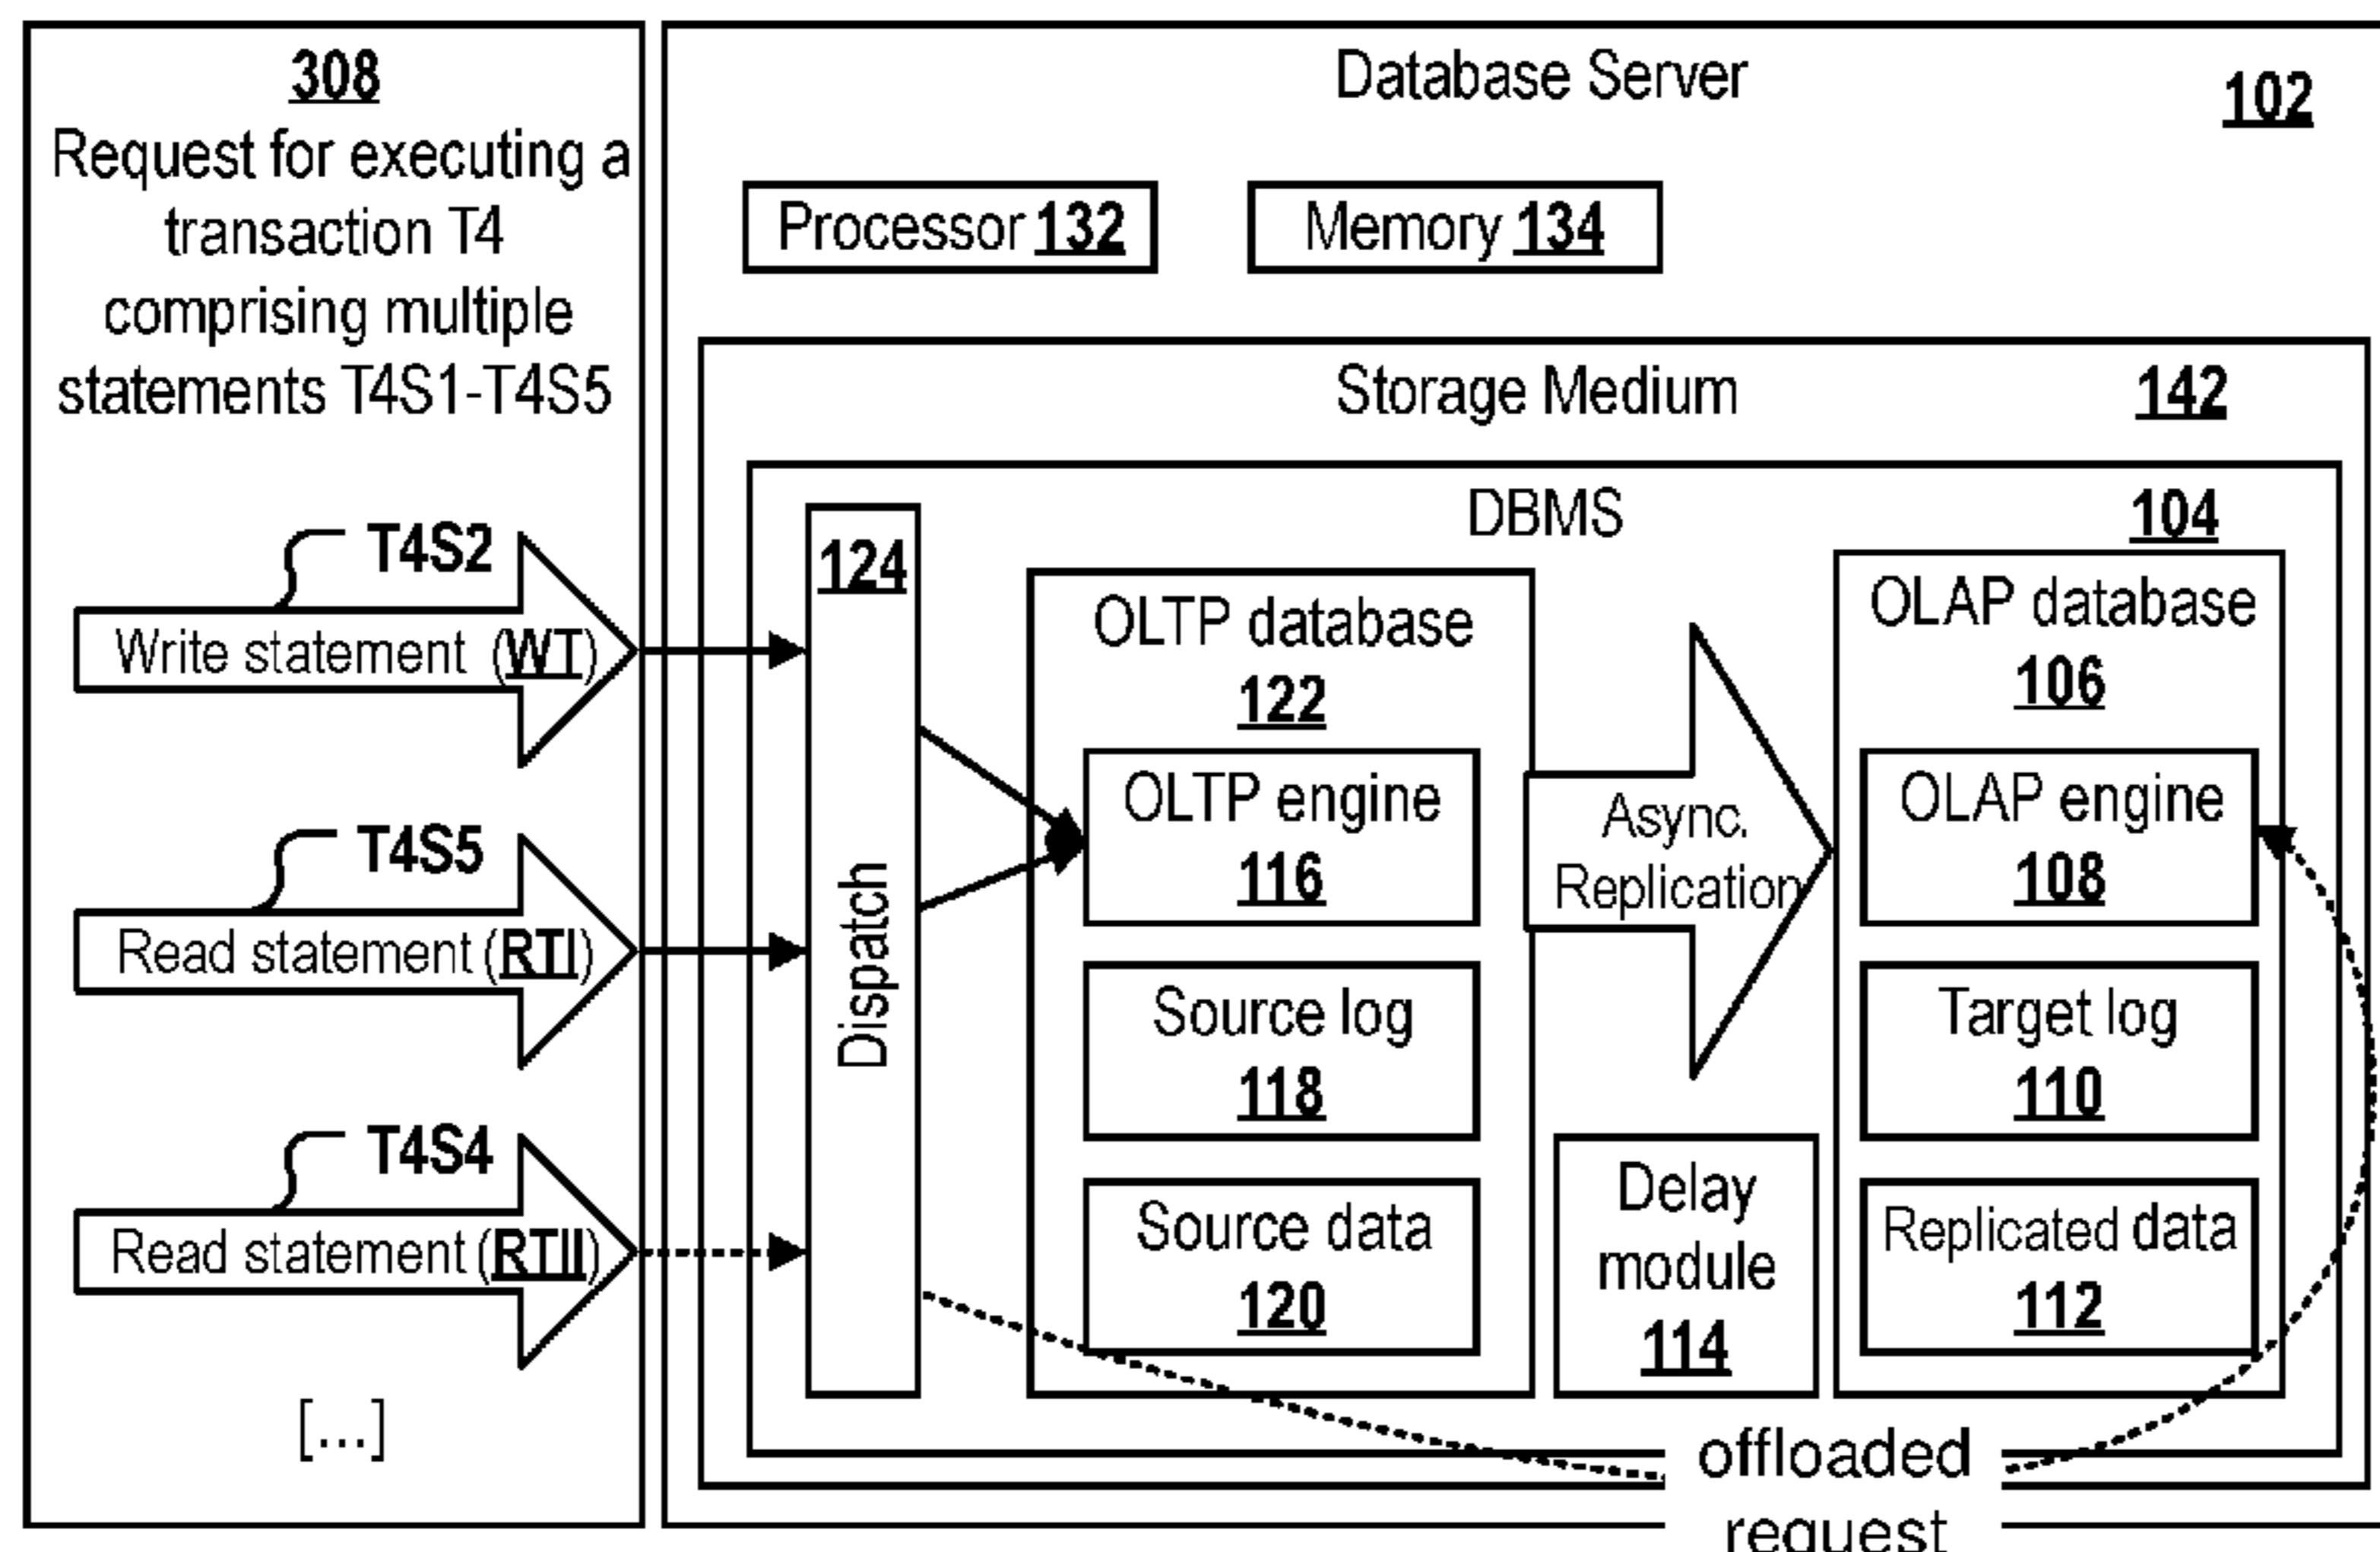 308
Request for executing a
transaction T4
comprising multiple
statements T4S1-T4S5
T4S2
Write statement (WT)
T4S5
Read statement (RTI)
T4S4
Read statement (RTII)
[...]
Database Server
102
Processor 132
Memory 134
Storage Medium
142
DBMS
104
124
Dispatch
OLTP database
122
OLTP engine
116
Source log
118
Source data
120
Async.
Replication
Delay
module
114
OLAP database
106
OLAP engine
108
Target log
110
Replicated data
112
offloaded
request